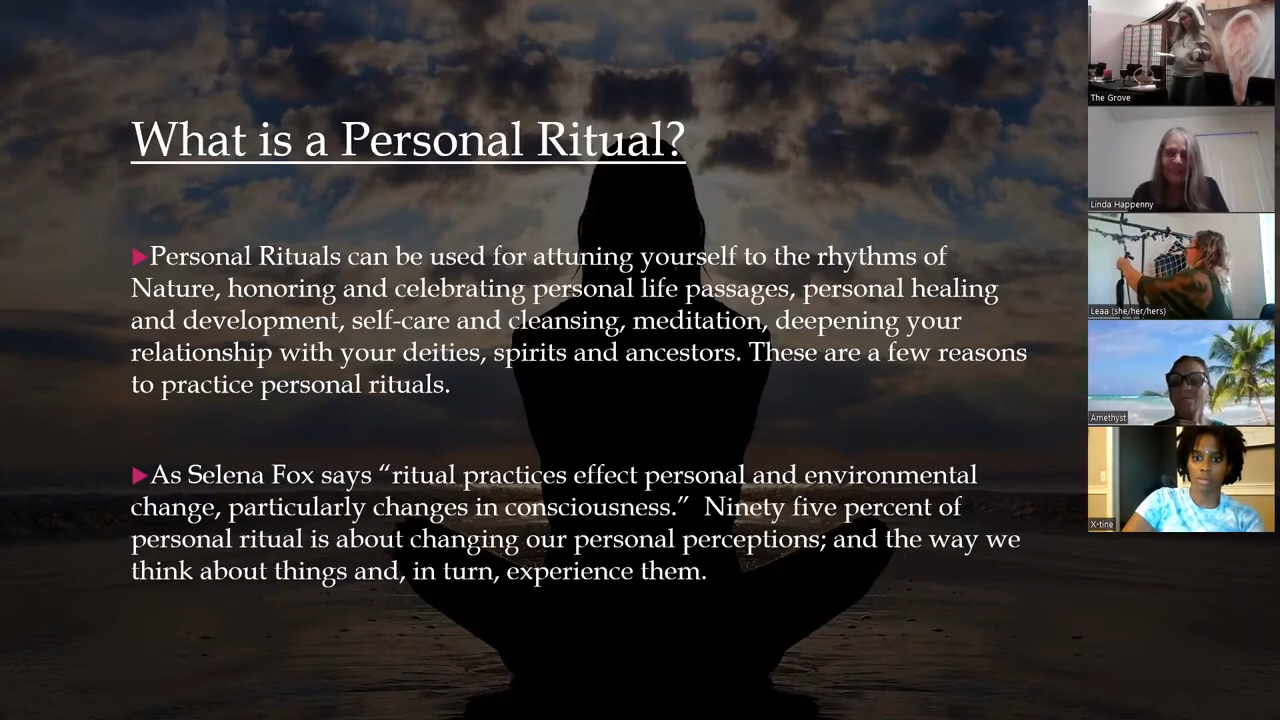 What is a Personal Ritual?
▶Personal Rituals can be used for attuning yourself to the rhythms of
Nature, honoring and celebrating personal life passages, personal healing
and development, self-care and cleansing, meditation, deepening your
relationship with your deities, spirits and ancestors. These are a few reasons
to practice personal rituals.
▶As Selena Fox says “ritual practices effect personal and environmental
change, particularly changes in consciousness.”  Ninety five percent of
personal ritual is about changing our personal perceptions; and the way we
think about things and, in turn, experience them.
The Grove
Linda Happenny
Leaa (she/her/hers)
Amethyst
X-tine